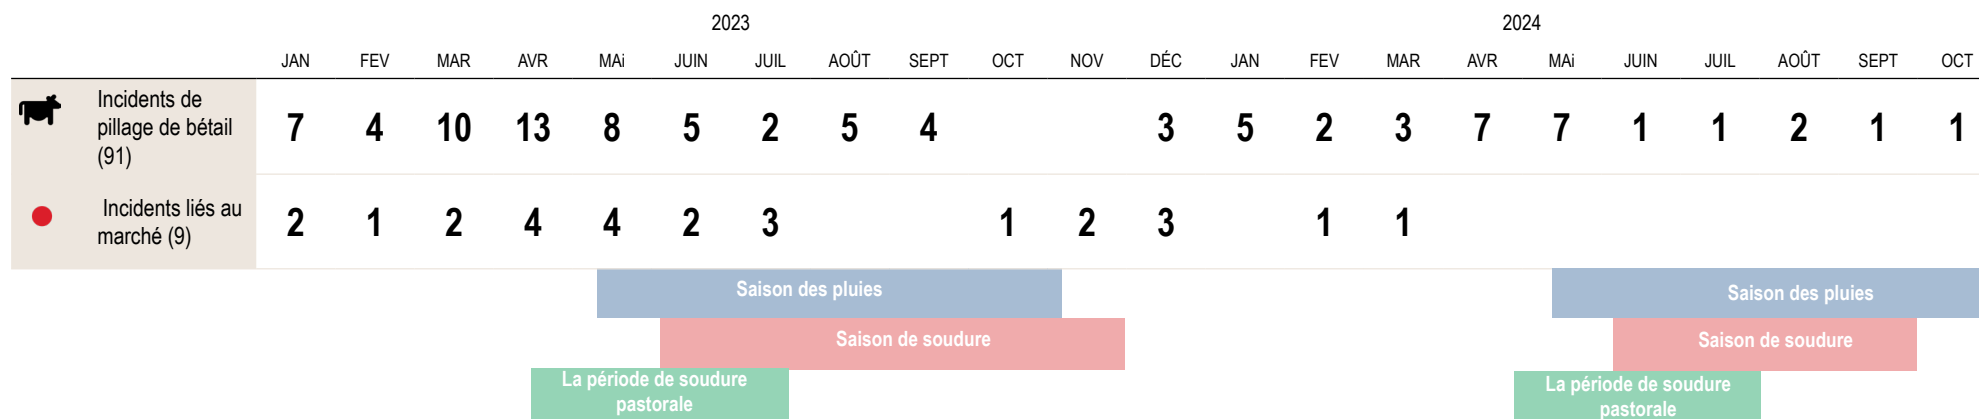 2023 2024
JAN FEV MAR AVR MAi JUIN JUIL AOÛT SEPT OCT NOV DÉC JAN FEV MAR AVR MAi JUIN JUIL AOÛT SEPT OCT
Incidents de
pillage de bétail
(91)
7 4 10 13 8 5 2 5 4 3 5 2 3 7 7 1 1 2 1 1
Incidents liés au
marché (9)
2 1 2 4 4 2 3 1 2 3 1 1
Saison des pluies Saison des pluies
Saison de soudure Saison de soudure
La période de soudure
pastorale
La période de soudure
pastorale